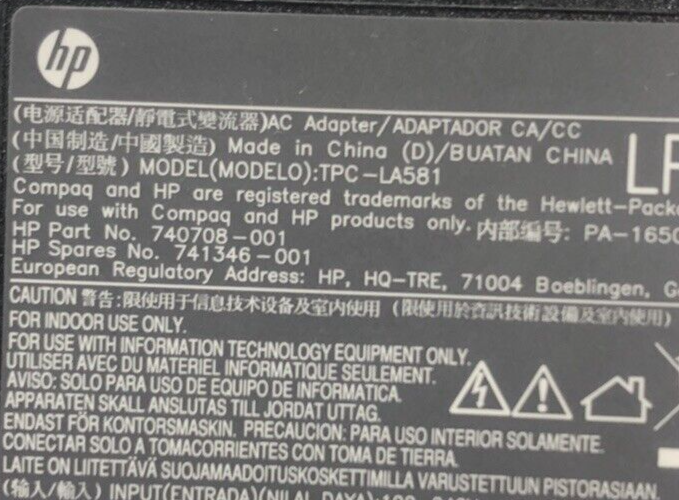 hp
(电源适配器/靜電式變流器)AC Adapter/ADAPTADOR CA/CC
(中国制造/中國製造) Made in China (D)/BUATAN CHINA
(型号/型號) MODEL(MODELO):TPC-LA581
Compaq and HP are registered trademarks of the Hewlett-Packa
For use with Compaq and HP products only. 内部编号: PA-1650
HP Part No. 740708-001
HP Spares No. 741346-001
European Regulatory Address: HP, HQ-TRE, 71004 Boeblingen, G
CAUTION 警告:限使用于信息技术设备及室内使用 (限使用於資訊技術設備及室內使用)
FOR INDOOR USE ONLY.
FOR USE WITH INFORMATION TECHNOLOGY EQUIPMENT ONLY.
UTILISER AVEC DU MATERIEL INFORMATIQUE SEULEMENT.
AVISO: SOLO PARA USO DE EQUIPO DE INFORMATICA.
APPARATEN SKALL ANSLUTAS TILL JORDAT UTTAG.
ENDAST FÖR KONTORSMASKIN. PRECAUCION: PARA USO INTERIOR SOLAMENTE.
CONECTAR SOLO A TOMACORRIENTES CON TOMA DE TIERRA.
LAITE ON LIITETTÄVÄ SUOJAMAADOITUSKOSKETTIMILLA VARUSTETTUUN PISTORASIAAN.
(输入/輸入) INPUT(ENTRADA)(NILAI DAYA):100